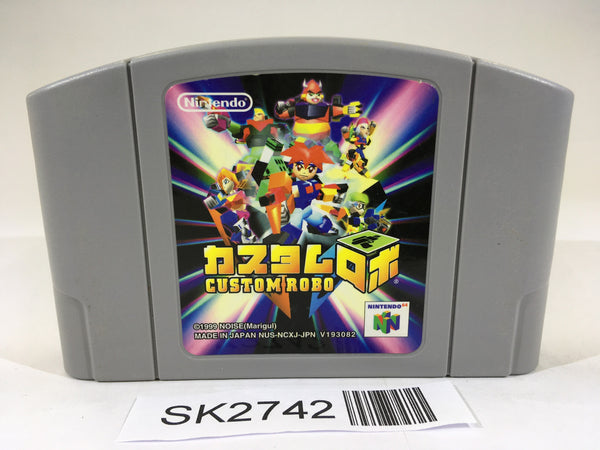 Nintendo
カスタムロボ
CUSTOM ROBO
®
NINTENDO 64
N
©1999 NOISE(Marigul)
MADE IN JAPAN NUS-NCXJ-JPN V193082
SK2742